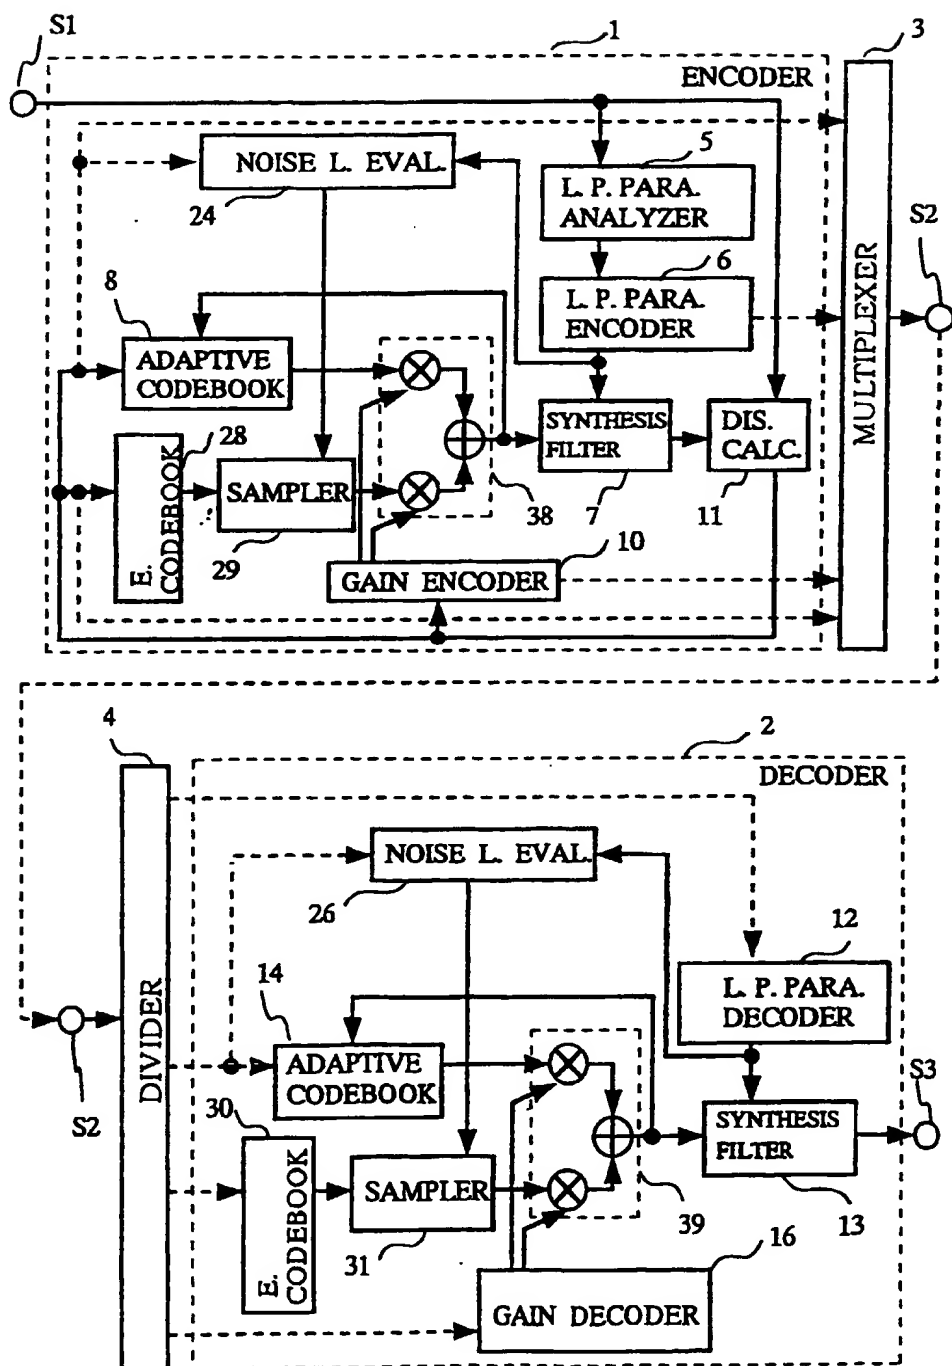 S1
1
3
ENCODER
NOISE L. EVAL.
24
5
L. P. PARA.
ANALYZER
S2
6
L. P. PARA.
ENCODER
8
ADAPTIVE
CODEBOOK
MULTIPLEXER
28
E.
CODEBOOK
SAMPLER
29
SYNTHESIS
FILTER
7
DIS.
CALC.
11
38
10
GAIN ENCODER
4
2
DECODER
NOISE L. EVAL.
26
12
L. P. PARA.
DECODER
14
ADAPTIVE
CODEBOOK
DIVIDER
S2
S3
30
E.
CODEBOOK
SAMPLER
31
SYNTHESIS
FILTER
13
39
16
GAIN DECODER